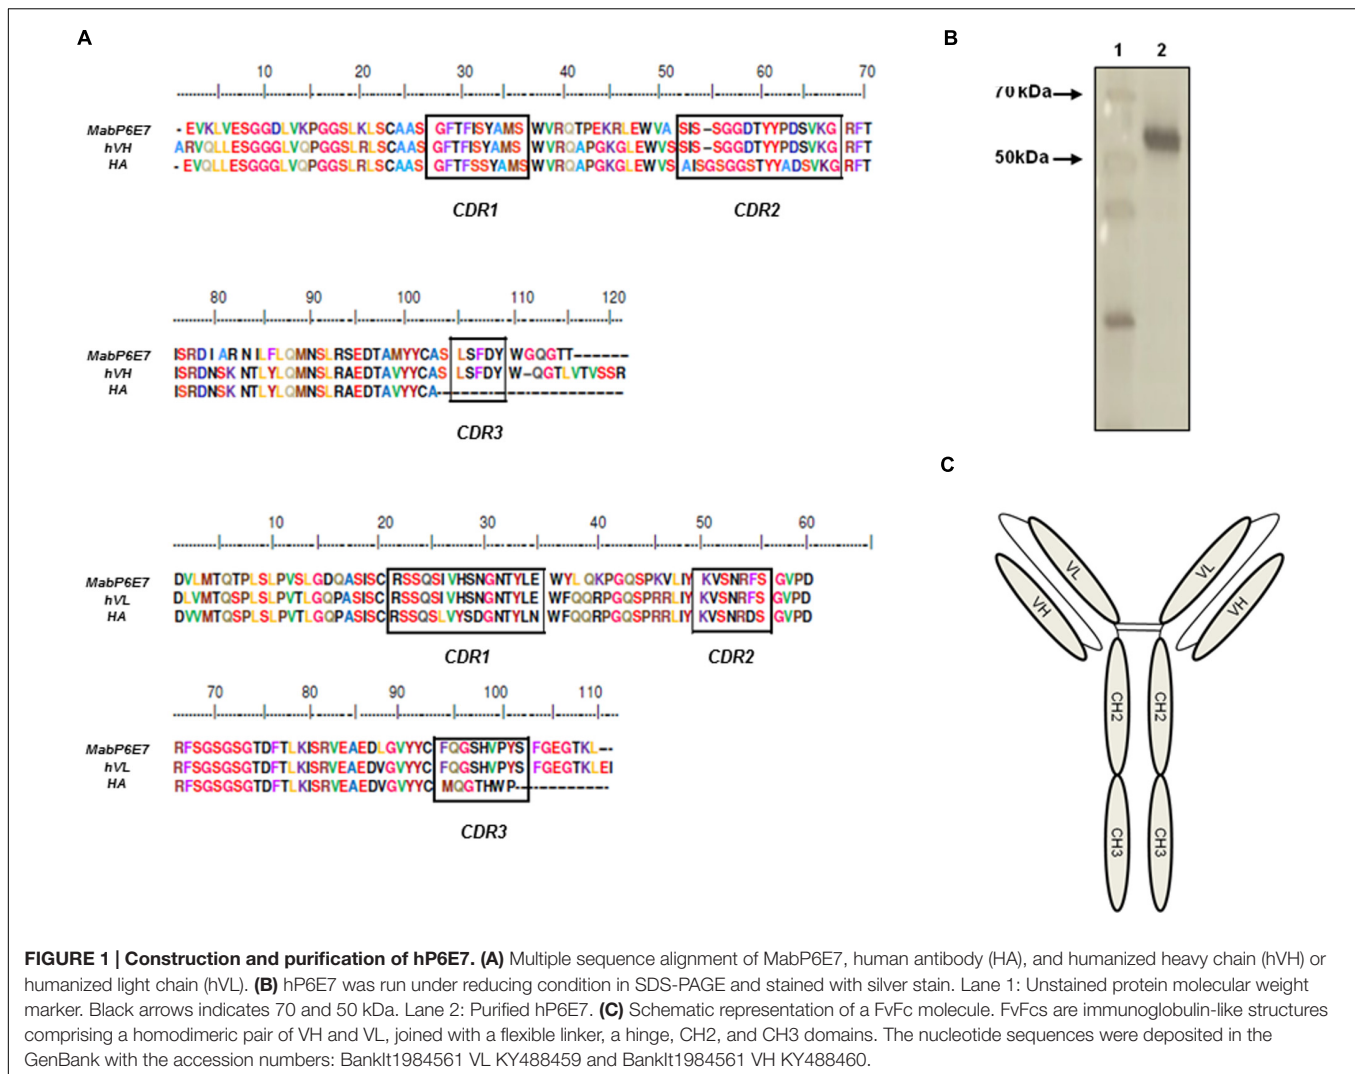 A
10 20 30 40 50 60 70
MabP6E7 - EVKLVESGGDLVKPGGSLKLSCAAS GFTFISYAMS WVRQTPEKRLEWVA SIS-SGGDTYYPDSVKG RFT
hVH ARVQLLESGGGLVQPGGSLRLSCAAS GFTFISYAMS WVRQAPGKGLEWVS SIS-SGGDTYYPDSVKG RFT
HA - EVQLLESGGGLVQPGGSLRLSCAAS GFTFSSYAMS WVRQAPGKGLEWVS AISGSGGSTYYADSVKG RFT
CDR1 CDR2
80 90 100 110 120
MabP6E7 ISRDIARNILFLQMNSLRSEDTAMYYCAS LSFDY WGQGTT------
hVH ISRDNSKNTLYLQMNSLRAEDTAVYYCAS LSFDY W-QGTLVTVSSR
HA ISRDNSKNTLYLQMNSLRAEDTAVYYCA--------------------
CDR3
10 20 30 40 50 60
MabP6E7 DVLMTQTPLSLPVSLGDQASISC RSSQSIVHSNGNTYLE WYLQKPGQSPKVLIY KVSNRFS GVPD
hVL DLVMTQSPLSLPVTLGQPASISC RSSQSIVHSNGNTYLE WFQQRPGQSPRRLIY KVSNRFS GVPD
HA DVVMTQSPLSLPVTLGQPASISC RSSQSLVYSDGNTYLN WFQQRPGQSPRRLIY KVSNRDS GVPD
CDR1 CDR2
70 80 90 100 110
MabP6E7 RFSGSGSGTDFTLKISRVEAEDLGVYYC FQGSHVPYS FGEGTKL--
hVL RFSGSGSGTDFTLKISRVEAEDVGVYYC FQGSHVPYS FGEGTKLEI
HA RFSGSGSGTDFTLKISRVEAEDVGVYYC MQGTHWP------------
CDR3
B
1 2
70kDa
50kDa
C
VL VL
VH VH
CH2 CH2
CH3 CH3
FIGURE 1 | Construction and purification of hP6E7. (A) Multiple sequence alignment of MabP6E7, human antibody (HA), and humanized heavy chain (hVH) or
humanized light chain (hVL). (B) hP6E7 was run under reducing condition in SDS-PAGE and stained with silver stain. Lane 1: Unstained protein molecular weight
marker. Black arrows indicates 70 and 50 kDa. Lane 2: Purified hP6E7. (C) Schematic representation of a FvFc molecule. FvFcs are immunoglobulin-like structures
comprising a homodimeric pair of VH and VL, joined with a flexible linker, a hinge, CH2, and CH3 domains. The nucleotide sequences were deposited in the
GenBank with the accession numbers: BankIt1984561 VL KY488459 and BankIt1984561 VH KY488460.